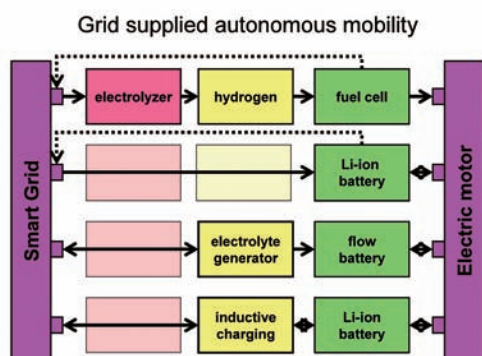 Grid supplied autonomous mobility
Smart Grid
electrolyzer
hydrogen
fuel cell
Li-ion
battery
electrolyte
generator
flow
battery
inductive
charging
Li-ion
battery
Electric motor